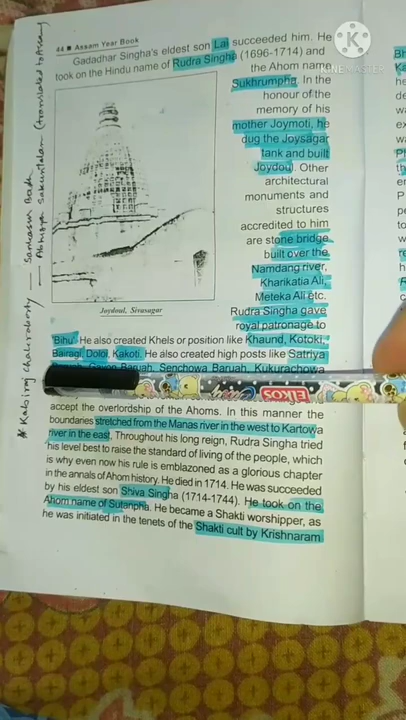 44 ■ Assam Year Book
Gadadhar Singha's eldest son Lai succeeded him. He
took on the Hindu name of Rudra Singha (1696-1714) and
the Ahom name
Sukhrumpha. In the
honour of the
memory of his
mother Joymoti, he
dug the Joysagar
tank and built
Joydoul. Other
architectural
monuments and
structures
accredited to him
are stone bridge
built over the
Namdang river,
Kharikatia Ali,
Meteka Ali etc.
Rudra Singha gave
royal patronage to
Joydoul, Sivasagar
'Bihu'. He also created Khels or position like Khaund, Kotoki,
Bairagi, Doloi, Kakoti. He also created high posts like Satriya
Baruah, Senchowa Baruah, Kukurachowa
EIKOS
accept the overlordship of the Ahoms. In this manner the
boundaries stretched from the Manas river in the west to Kartowa
river in the east. Throughout his long reign, Rudra Singha tried
his level best to raise the standard of living of the people, which
is why even now his rule is emblazoned as a glorious chapter
in the annals of Ahom history. He died in 1714. He was succeeded
by his eldest son Shiva Singha (1714-1744). He took on the
Ahom name of Sutanpha. He became a Shakti worshipper, as
he was initiated in the tenets of the Shakti cult by Krishnaram
KINEMASTER